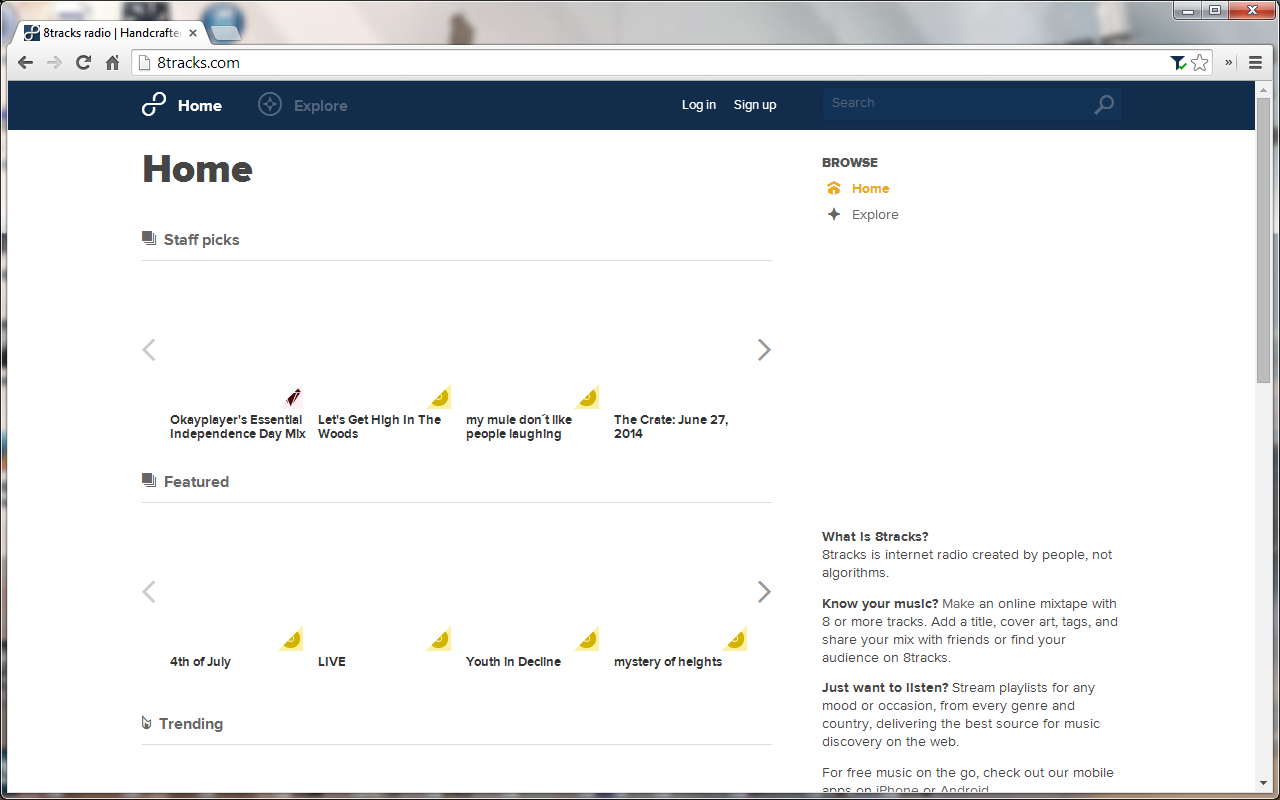 8tracks radio | Handcrafte
8tracks.com
Home
Explore
Log in
Sign up
Search
Home
BROWSE
Home
Explore
Staff picks
Okayplayer's Essential
Independence Day Mix
Let's Get High In The
Woods
my mule don´t like
people laughing
The Crate: June 27,
2014
Featured
4th of July
LIVE
Youth in Decline
mystery of heights
Trending
What is 8tracks?
8tracks is internet radio created by people, not
algorithms.
Know your music? Make an online mixtape with
8 or more tracks. Add a title, cover art, tags, and
share your mix with friends or find your
audience on 8tracks.
Just want to listen? Stream playlists for any
mood or occasion, from every genre and
country, delivering the best source for music
discovery on the web.
For free music on the go, check out our mobile
apps on iPhone or Android.